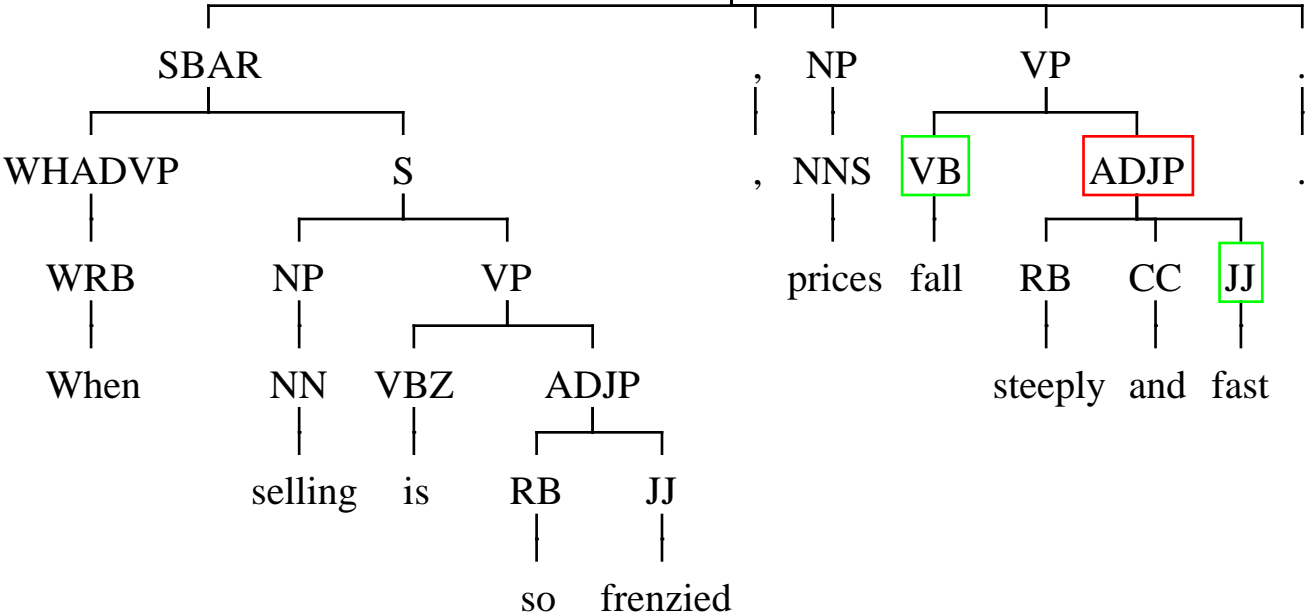 SBAR , NP VP .
WHADVP S , NNS VB ADJP .
WRB NP VP prices fall RB CC JJ
When NN VBZ ADJP steeply and fast
selling is RB JJ
so frenzied